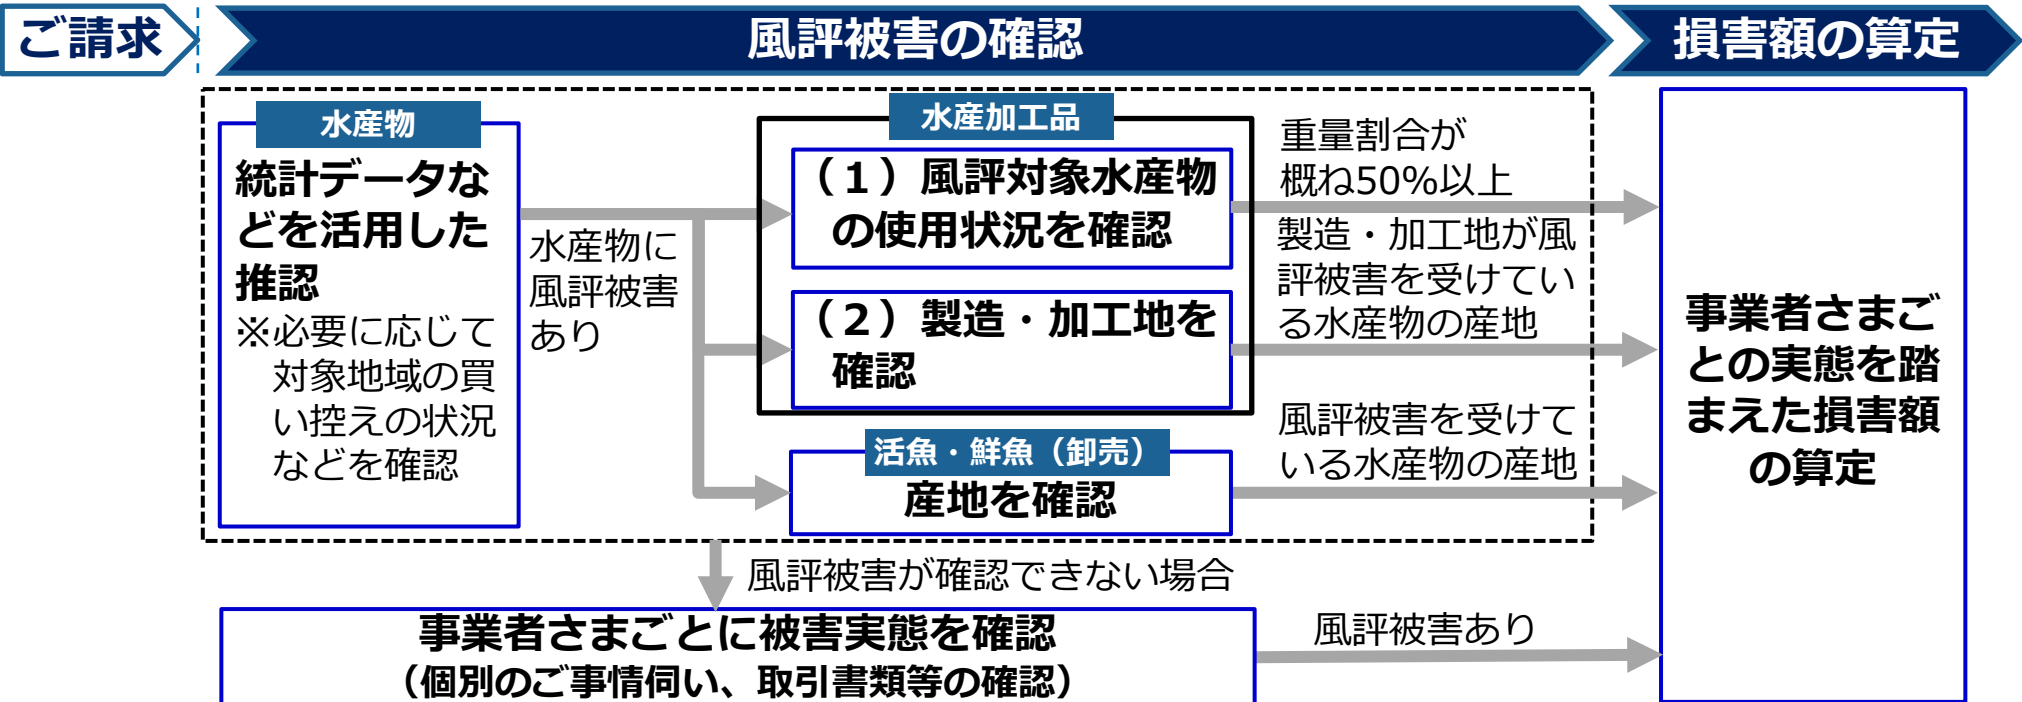 ご請求
風評被害の確認
損害額の算定
水産物
統計データな
どを活用した
推認
※必要に応じて
対象地域の買
い控えの状況
などを確認
水産物に
風評被害
あり
水産加工品
（１）風評対象水産物
の使用状況を確認
（２）製造・加工地を
確認
活魚・鮮魚（卸売）
産地を確認
重量割合が
概ね50%以上
製造・加工地が風
評被害を受けてい
る水産物の産地
風評被害を受けて
いる水産物の産地
事業者さまご
との実態を踏
まえた損害額
の算定
風評被害が確認できない場合
事業者さまごとに被害実態を確認
（個別のご事情伺い、取引書類等の確認）
風評被害あり